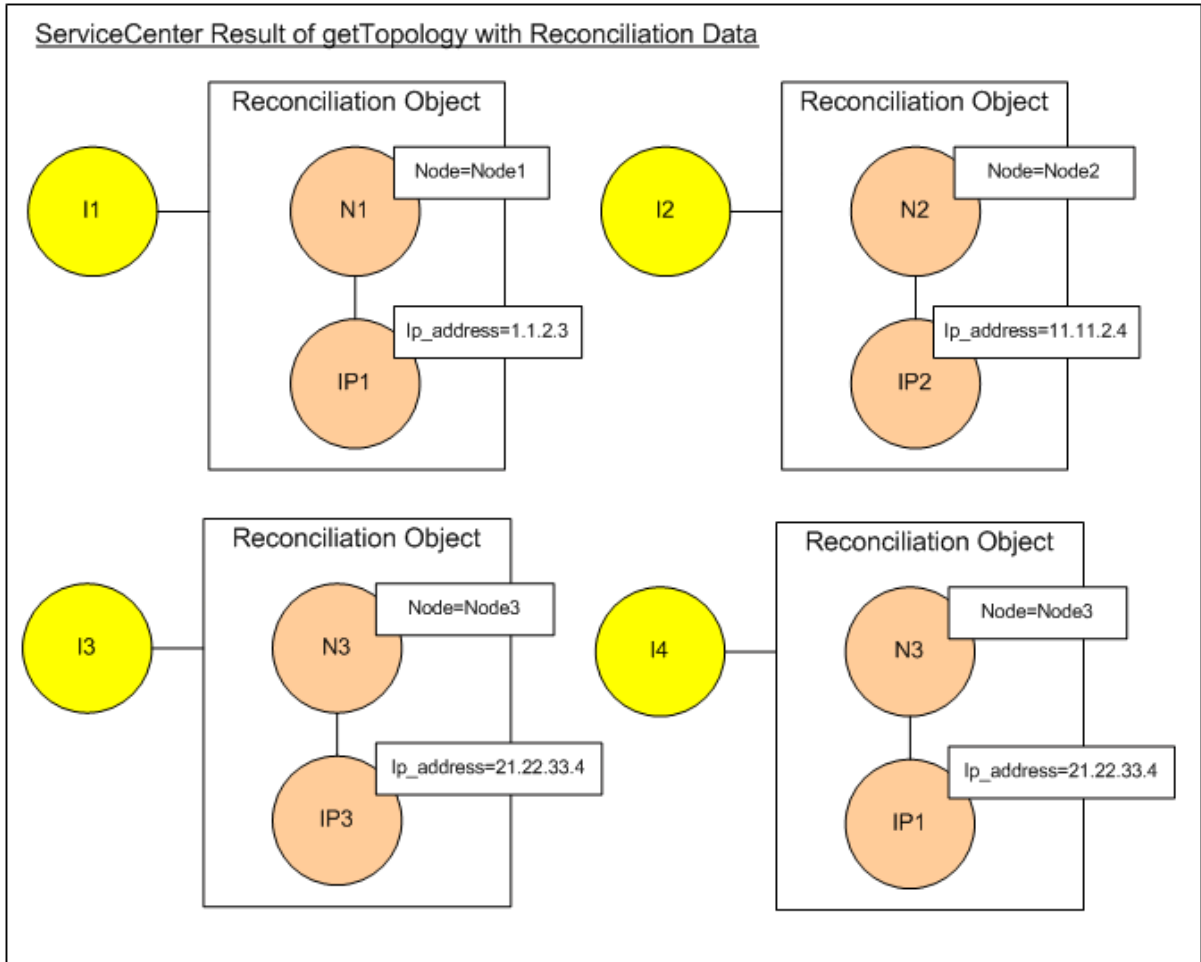 ServiceCenter Result of getTopology with Reconciliation Data
Reconciliation Object
I1
N1
Node=Node1
IP1
Ip_address=1.1.2.3
Reconciliation Object
I2
N2
Node=Node2
IP2
Ip_address=11.11.2.4
Reconciliation Object
I3
N3
Node=Node3
IP3
Ip_address=21.22.33.4
Reconciliation Object
I4
N3
Node=Node3
IP1
Ip_address=21.22.33.4